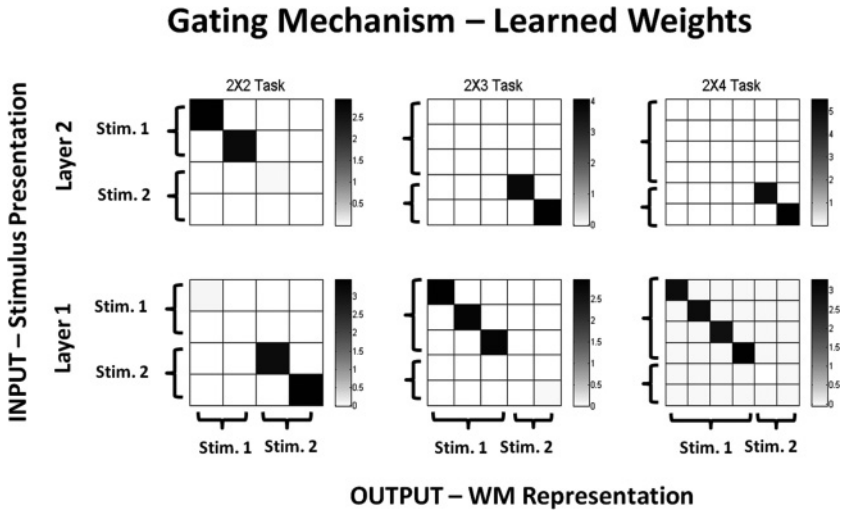 Gating Mechanism – Learned Weights
2X2 Task
2X3 Task
2X4 Task
INPUT – Stimulus Presentation
Layer 2
Stim. 1
Stim. 2
2.5
2
1.5
1
0.5
0
4
3
2
1
0
5
4
3
2
1
Layer 1
Stim. 1
Stim. 2
3
2.5
2
1.5
1
0.5
0
2.5
2
1.5
1
0.5
0
3
2.5
2
1.5
1
0.5
0
Stim. 1
Stim. 2
Stim. 1
Stim. 2
Stim. 1
Stim. 2
OUTPUT – WM Representation